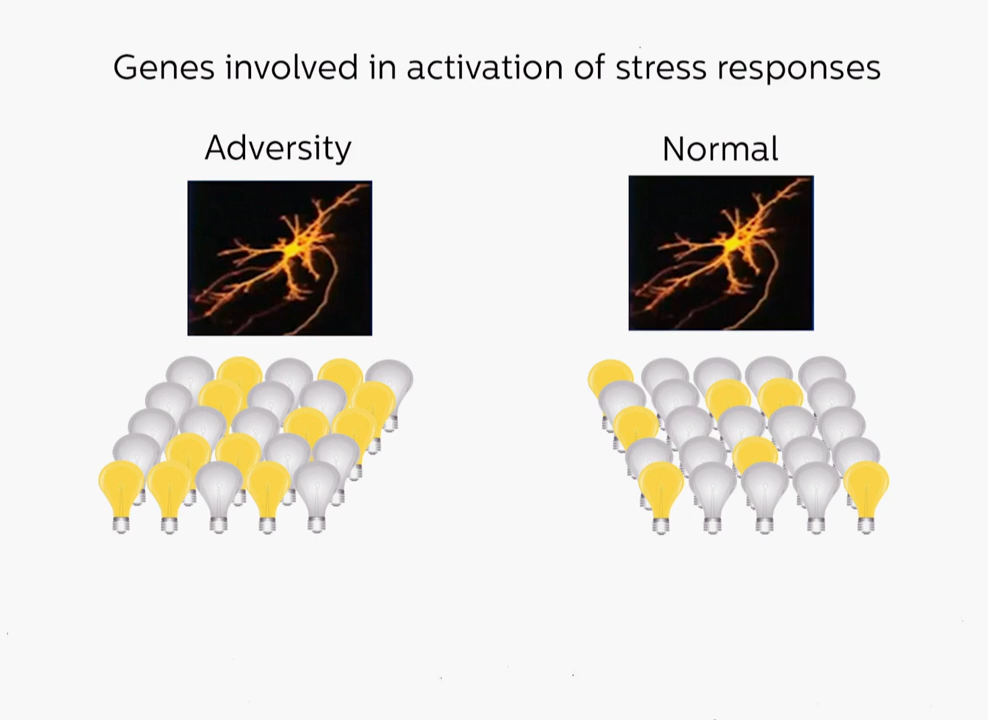 Genes involved in activation of stress responses
Adversity
Normal